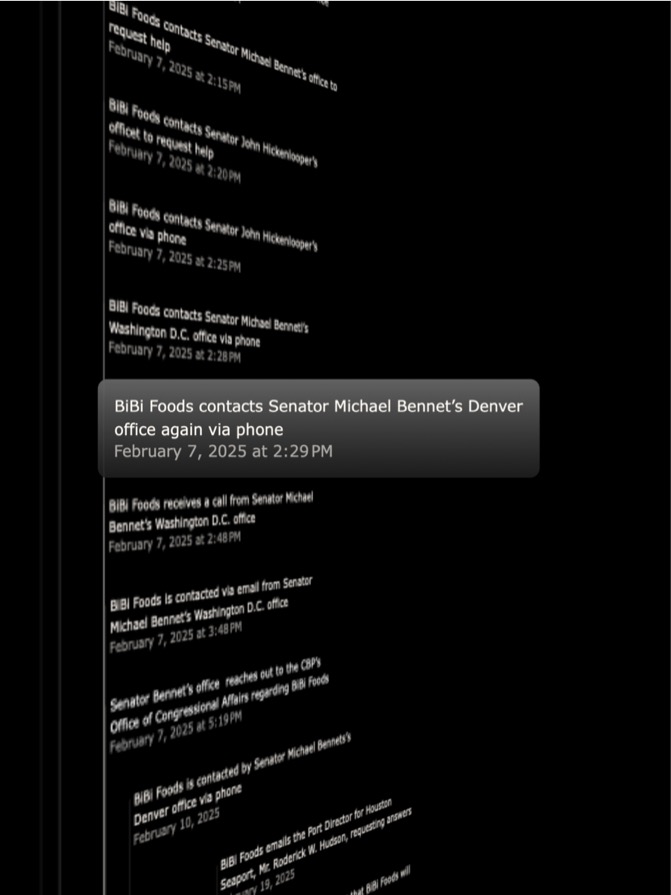 BiBi Foods contacts Senator Michael Bennet's office to
request help
February 7, 2025 at 2:15 PM
BiBi Foods contacts Senator John Hickenlooper's
officet to request help
February 7, 2025 at 2:20 PM
BiBi Foods contacts Senator John Hickenlooper's
office via phone
February 7, 2025 at 2:25 PM
BiBi Foods contacts Senator Michael Bennett's
Washington D.C. office via phone
February 7, 2025 at 2:28 PM
BiBi Foods contacts Senator Michael Bennet’s Denver
office again via phone
February 7, 2025 at 2:29 PM
BiBi Foods receives a call from Senator Michael
Bennet's Washington D.C. office
February 7, 2025 at 2:48 PM
BiBi Foods is contacted via email from Senator
Michael Bennet's Washington D.C. office
February 7, 2025 at 3:48 PM
Senator Bennet's office reaches out to the CBP's
Office of Congressional Affairs regarding BiBi Foods
February 7, 2025 at 5:19 PM
BiBi Foods is contacted by Senator Michael Bennets's
Denver office via phone
February 10, 2025
BiBi Foods emails the Port Director for Houston
Seaport, Mr. Roderick W. Hudson, requesting answers
19, 2025
that BiBi Foods will